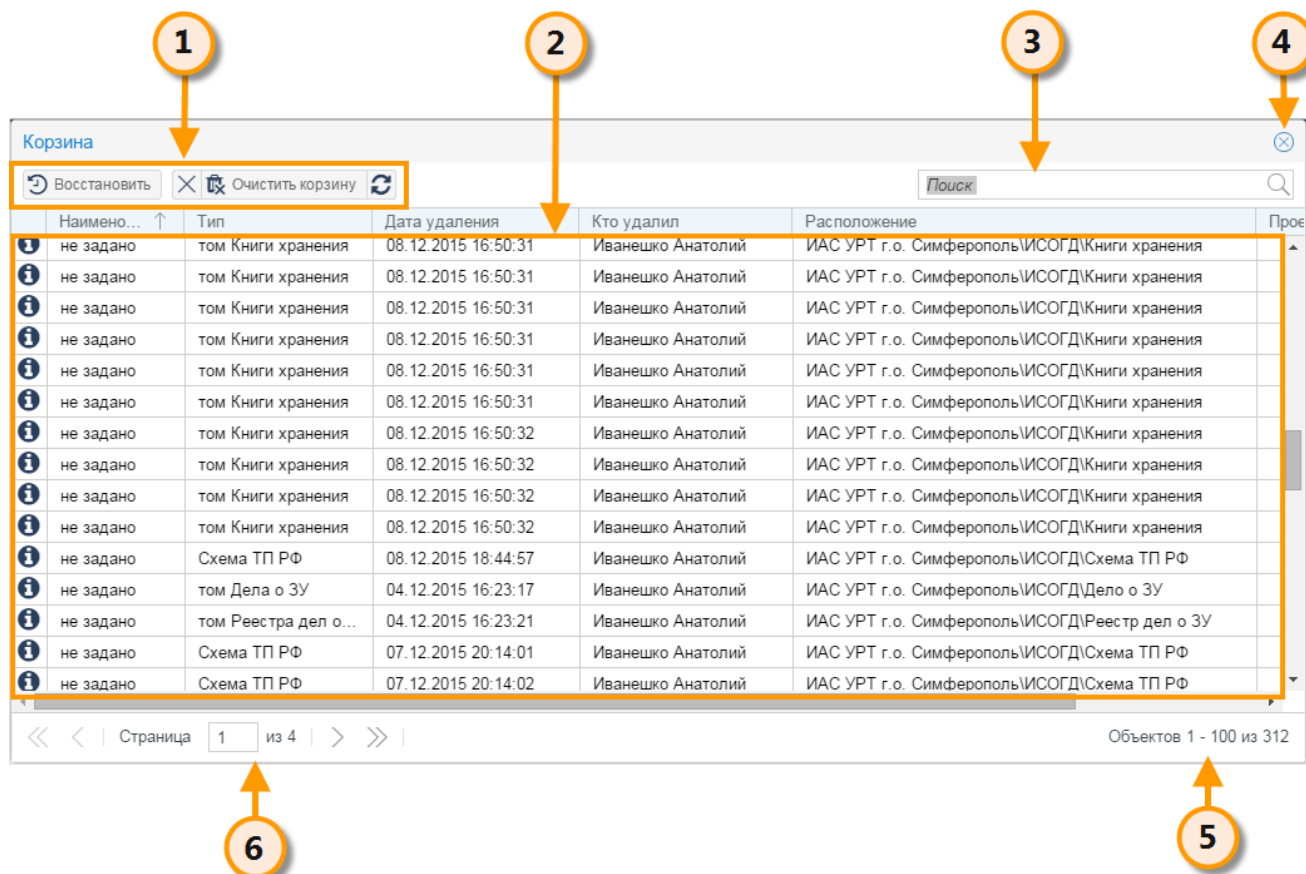 1 2 3 4
Корзина
Восстановить Очистить корзину Поиск
Наимено... Тип Дата удаления Кто удалил Расположение Прое
не задано том Книги хранения 08.12.2015 16:50:31 Иванешко Анатолий ИАС УРТ г.о. Симферополь\ИСОГД\Книги хранения
не задано том Книги хранения 08.12.2015 16:50:31 Иванешко Анатолий ИАС УРТ г.о. Симферополь\ИСОГД\Книги хранения
не задано том Книги хранения 08.12.2015 16:50:31 Иванешко Анатолий ИАС УРТ г.о. Симферополь\ИСОГД\Книги хранения
не задано том Книги хранения 08.12.2015 16:50:31 Иванешко Анатолий ИАС УРТ г.о. Симферополь\ИСОГД\Книги хранения
не задано том Книги хранения 08.12.2015 16:50:31 Иванешко Анатолий ИАС УРТ г.о. Симферополь\ИСОГД\Книги хранения
не задано том Книги хранения 08.12.2015 16:50:31 Иванешко Анатолий ИАС УРТ г.о. Симферополь\ИСОГД\Книги хранения
не задано том Книги хранения 08.12.2015 16:50:32 Иванешко Анатолий ИАС УРТ г.о. Симферополь\ИСОГД\Книги хранения
не задано том Книги хранения 08.12.2015 16:50:32 Иванешко Анатолий ИАС УРТ г.о. Симферополь\ИСОГД\Книги хранения
не задано том Книги хранения 08.12.2015 16:50:32 Иванешко Анатолий ИАС УРТ г.о. Симферополь\ИСОГД\Книги хранения
не задано том Книги хранения 08.12.2015 16:50:32 Иванешко Анатолий ИАС УРТ г.о. Симферополь\ИСОГД\Книги хранения
не задано Схема ТП РФ 08.12.2015 18:44:57 Иванешко Анатолий ИАС УРТ г.о. Симферополь\ИСОГД\Схема ТП РФ
не задано том Дела о ЗУ 04.12.2015 16:23:17 Иванешко Анатолий ИАС УРТ г.о. Симферополь\ИСОГД\Дело о ЗУ
не задано том Реестра дел о... 04.12.2015 16:23:21 Иванешко Анатолий ИАС УРТ г.о. Симферополь\ИСОГД\Реестр дел о ЗУ
не задано Схема ТП РФ 07.12.2015 20:14:01 Иванешко Анатолий ИАС УРТ г.о. Симферополь\ИСОГД\Схема ТП РФ
не задано Схема ТП РФ 07.12.2015 20:14:02 Иванешко Анатолий ИАС УРТ г.о. Симферополь\ИСОГД\Схема ТП РФ
Страница 1 из 4 Объектов 1 - 100 из 312
6 5